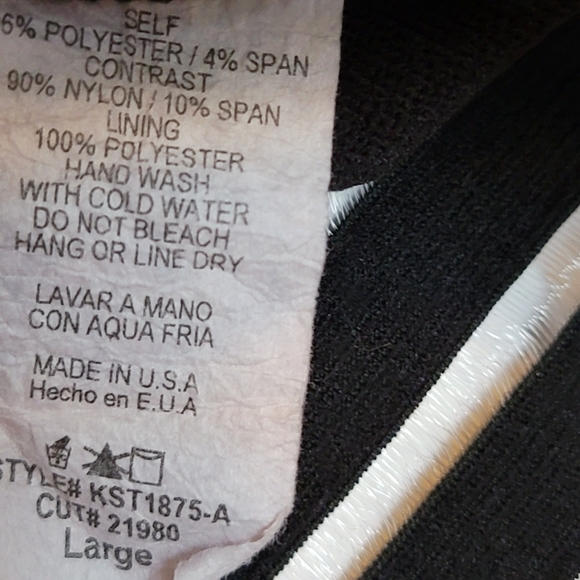 SELF
6% POLYESTER / 4% SPAN
CONTRAST
90% NYLON / 10% SPAN
LINING
100% POLYESTER
HAND WASH
WITH COLD WATER
DO NOT BLEACH
HANG OR LINE DRY
LAVAR A MANO
CON AQUA FRIA
MADE IN U.S.A
Hecho en E.U.A
STYLE# KST1875-A
CUT# 21980
Large